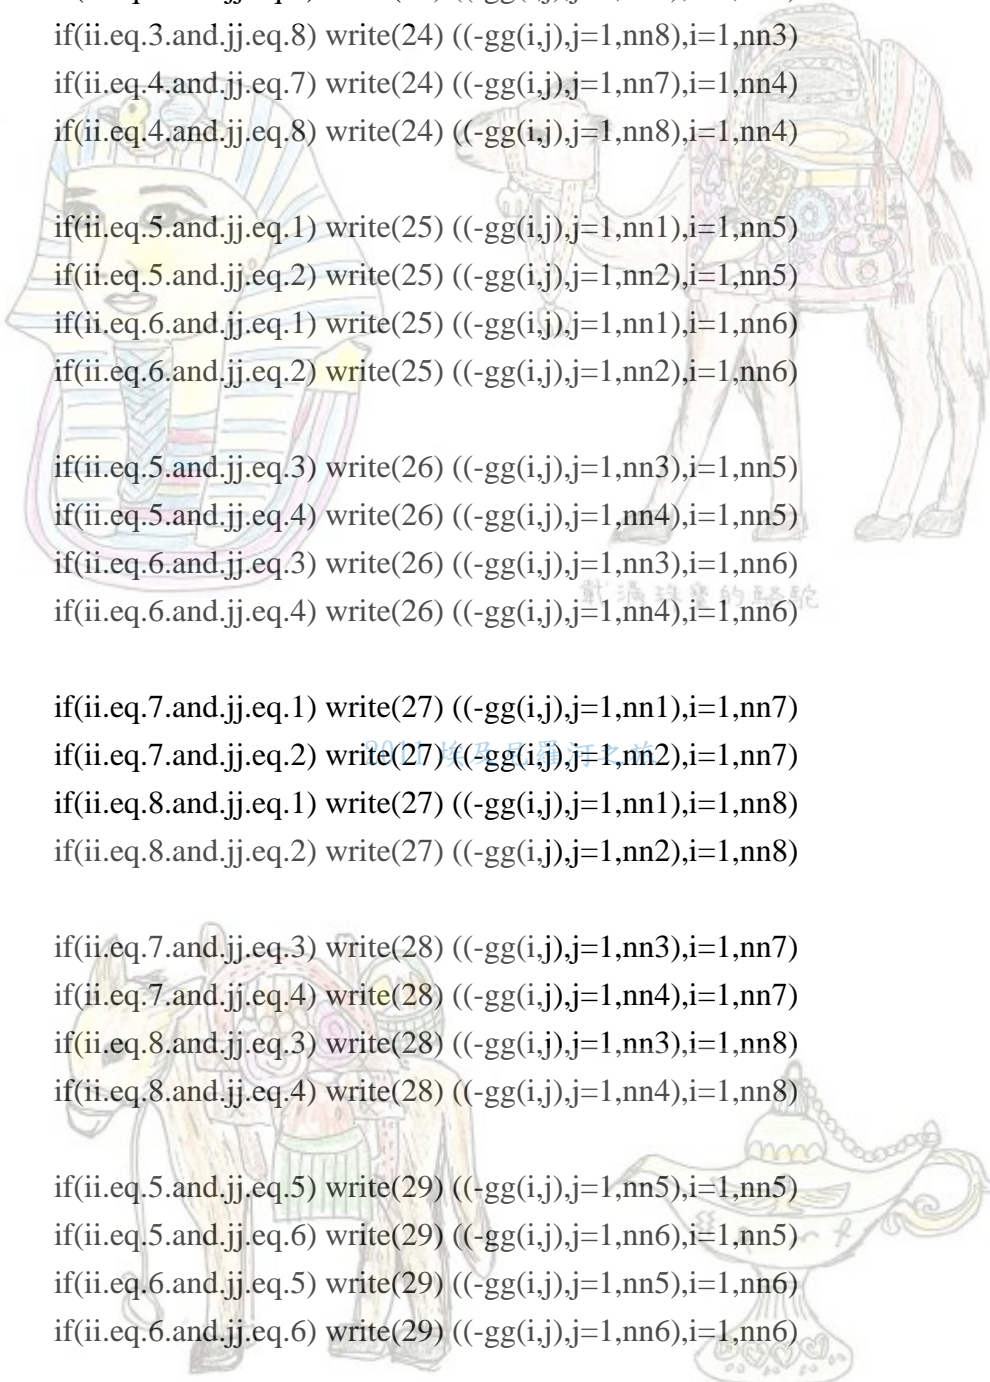 if(ii.eq.3.and.jj.eq.8) write(24) ((-gg(i,j),j=1,nn8),i=1,nn3)
if(ii.eq.4.and.jj.eq.7) write(24) ((-gg(i,j),j=1,nn7),i=1,nn4)
if(ii.eq.4.and.jj.eq.8) write(24) ((-gg(i,j),j=1,nn8),i=1,nn4)
if(ii.eq.5.and.jj.eq.1) write(25) ((-gg(i,j),j=1,nn1),i=1,nn5)
if(ii.eq.5.and.jj.eq.2) write(25) ((-gg(i,j),j=1,nn2),i=1,nn5)
if(ii.eq.6.and.jj.eq.1) write(25) ((-gg(i,j),j=1,nn1),i=1,nn6)
if(ii.eq.6.and.jj.eq.2) write(25) ((-gg(i,j),j=1,nn2),i=1,nn6)
if(ii.eq.5.and.jj.eq.3) write(26) ((-gg(i,j),j=1,nn3),i=1,nn5)
if(ii.eq.5.and.jj.eq.4) write(26) ((-gg(i,j),j=1,nn4),i=1,nn5)
if(ii.eq.6.and.jj.eq.3) write(26) ((-gg(i,j),j=1,nn3),i=1,nn6)
戴滿珠寶的駱駝
if(ii.eq.6.and.jj.eq.4) write(26) ((-gg(i,j),j=1,nn4),i=1,nn6)
if(ii.eq.7.and.jj.eq.1) write(27) ((-gg(i,j),j=1,nn1),i=1,nn7)
if(ii.eq.7.and.jj.eq.2) write(27) ((-gg(i,j),j=1,nn2),i=1,nn7)
2011 埃及尼羅河之旅
if(ii.eq.8.and.jj.eq.1) write(27) ((-gg(i,j),j=1,nn1),i=1,nn8)
if(ii.eq.8.and.jj.eq.2) write(27) ((-gg(i,j),j=1,nn2),i=1,nn8)
if(ii.eq.7.and.jj.eq.3) write(28) ((-gg(i,j),j=1,nn3),i=1,nn7)
if(ii.eq.7.and.jj.eq.4) write(28) ((-gg(i,j),j=1,nn4),i=1,nn7)
if(ii.eq.8.and.jj.eq.3) write(28) ((-gg(i,j),j=1,nn3),i=1,nn8)
if(ii.eq.8.and.jj.eq.4) write(28) ((-gg(i,j),j=1,nn4),i=1,nn8)
if(ii.eq.5.and.jj.eq.5) write(29) ((-gg(i,j),j=1,nn5),i=1,nn5)
if(ii.eq.5.and.jj.eq.6) write(29) ((-gg(i,j),j=1,nn6),i=1,nn5)
if(ii.eq.6.and.jj.eq.5) write(29) ((-gg(i,j),j=1,nn5),i=1,nn6)
if(ii.eq.6.and.jj.eq.6) write(29) ((-gg(i,j),j=1,nn6),i=1,nn6)